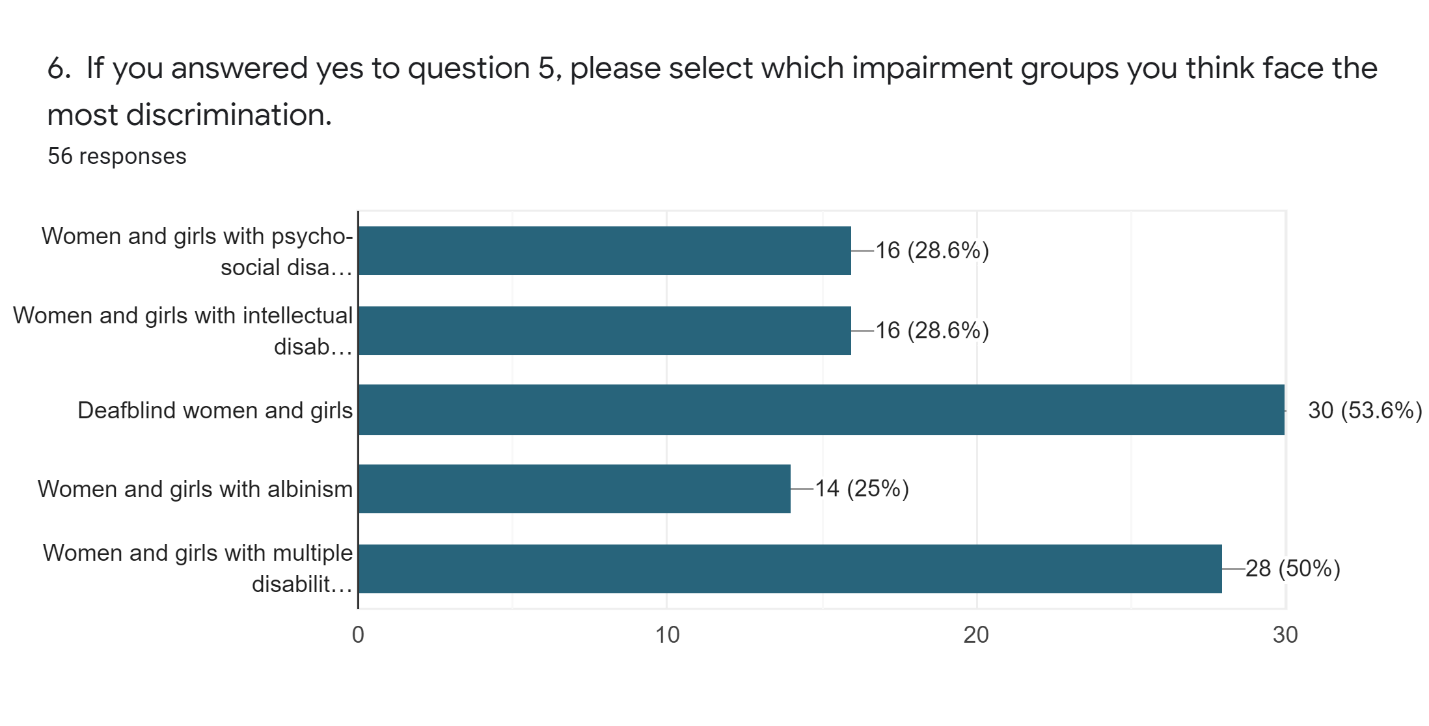 6. If you answered yes to question 5, please select which impairment groups you think face the
most discrimination.
56 responses
Women and girls with psycho-
social disa…
16 (28.6%)
Women and girls with intellectual
disab…
16 (28.6%)
Deafblind women and girls
30 (53.6%)
Women and girls with albinism
14 (25%)
Women and girls with multiple
disabilit…
28 (50%)
0 10 20 30